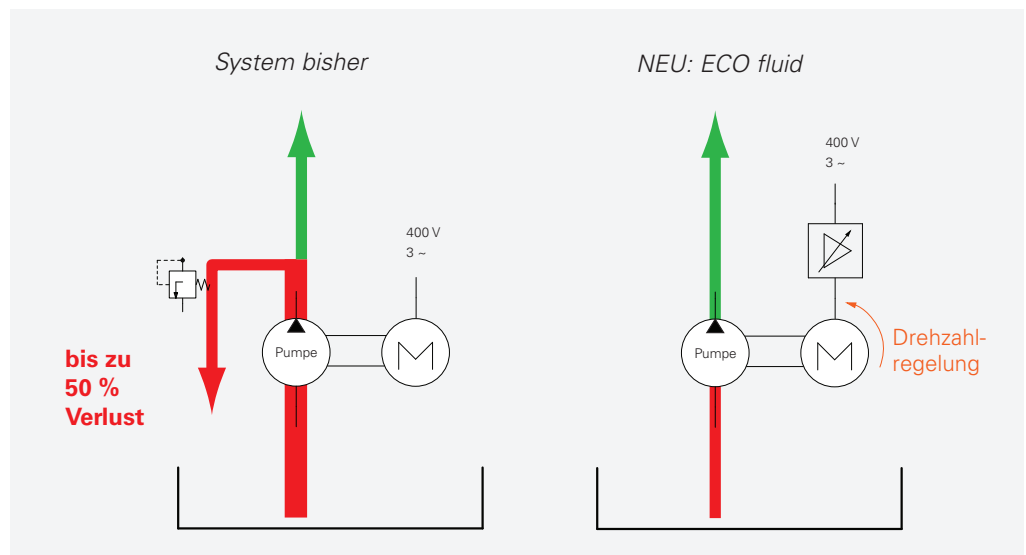 System bisher
400 V
3 ~
Pumpe
M
bis zu
50 %
Verlust
NEU: ECO fluid
400 V
3 ~
Pumpe
M
Drehzahl-
regelung